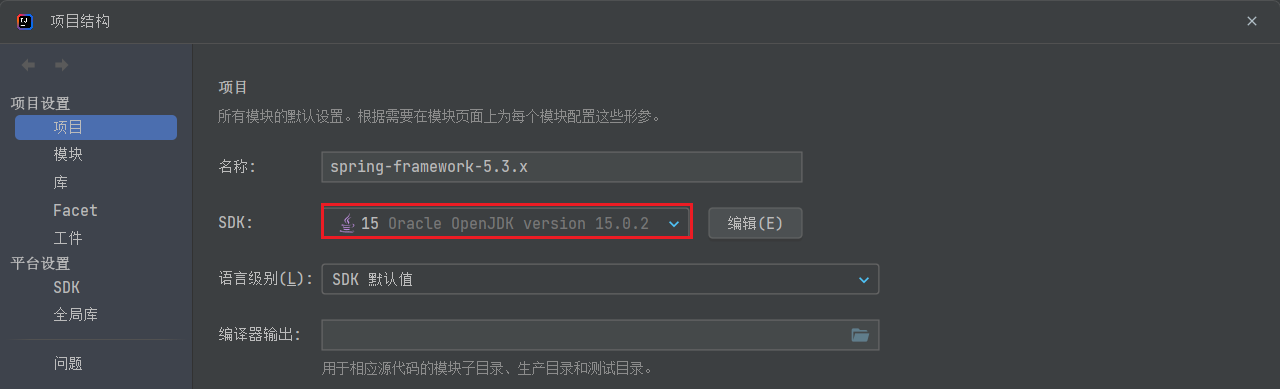 项目结构
项目设置
项目
模块
库
Facet
工件
平台设置
SDK
全局库
问题
项目
所有模块的默认设置。根据需要在模块页面上为每个模块配置这些形参。
名称: spring-framework-5.3.x
SDK: 15 Oracle OpenJDK version 15.0.2 编辑(E)
语言级别(L): SDK 默认值
编译器输出:
用于相应源代码的模块子目录、生产目录和测试目录。